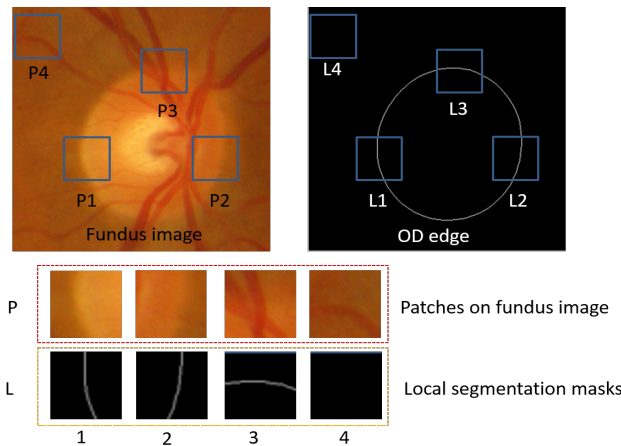 P4
P3
P1
P2
Fundus image
L4
L3
L1
L2
OD edge
P
Patches on fundus image
L
Local segmentation masks
1 2 3 4